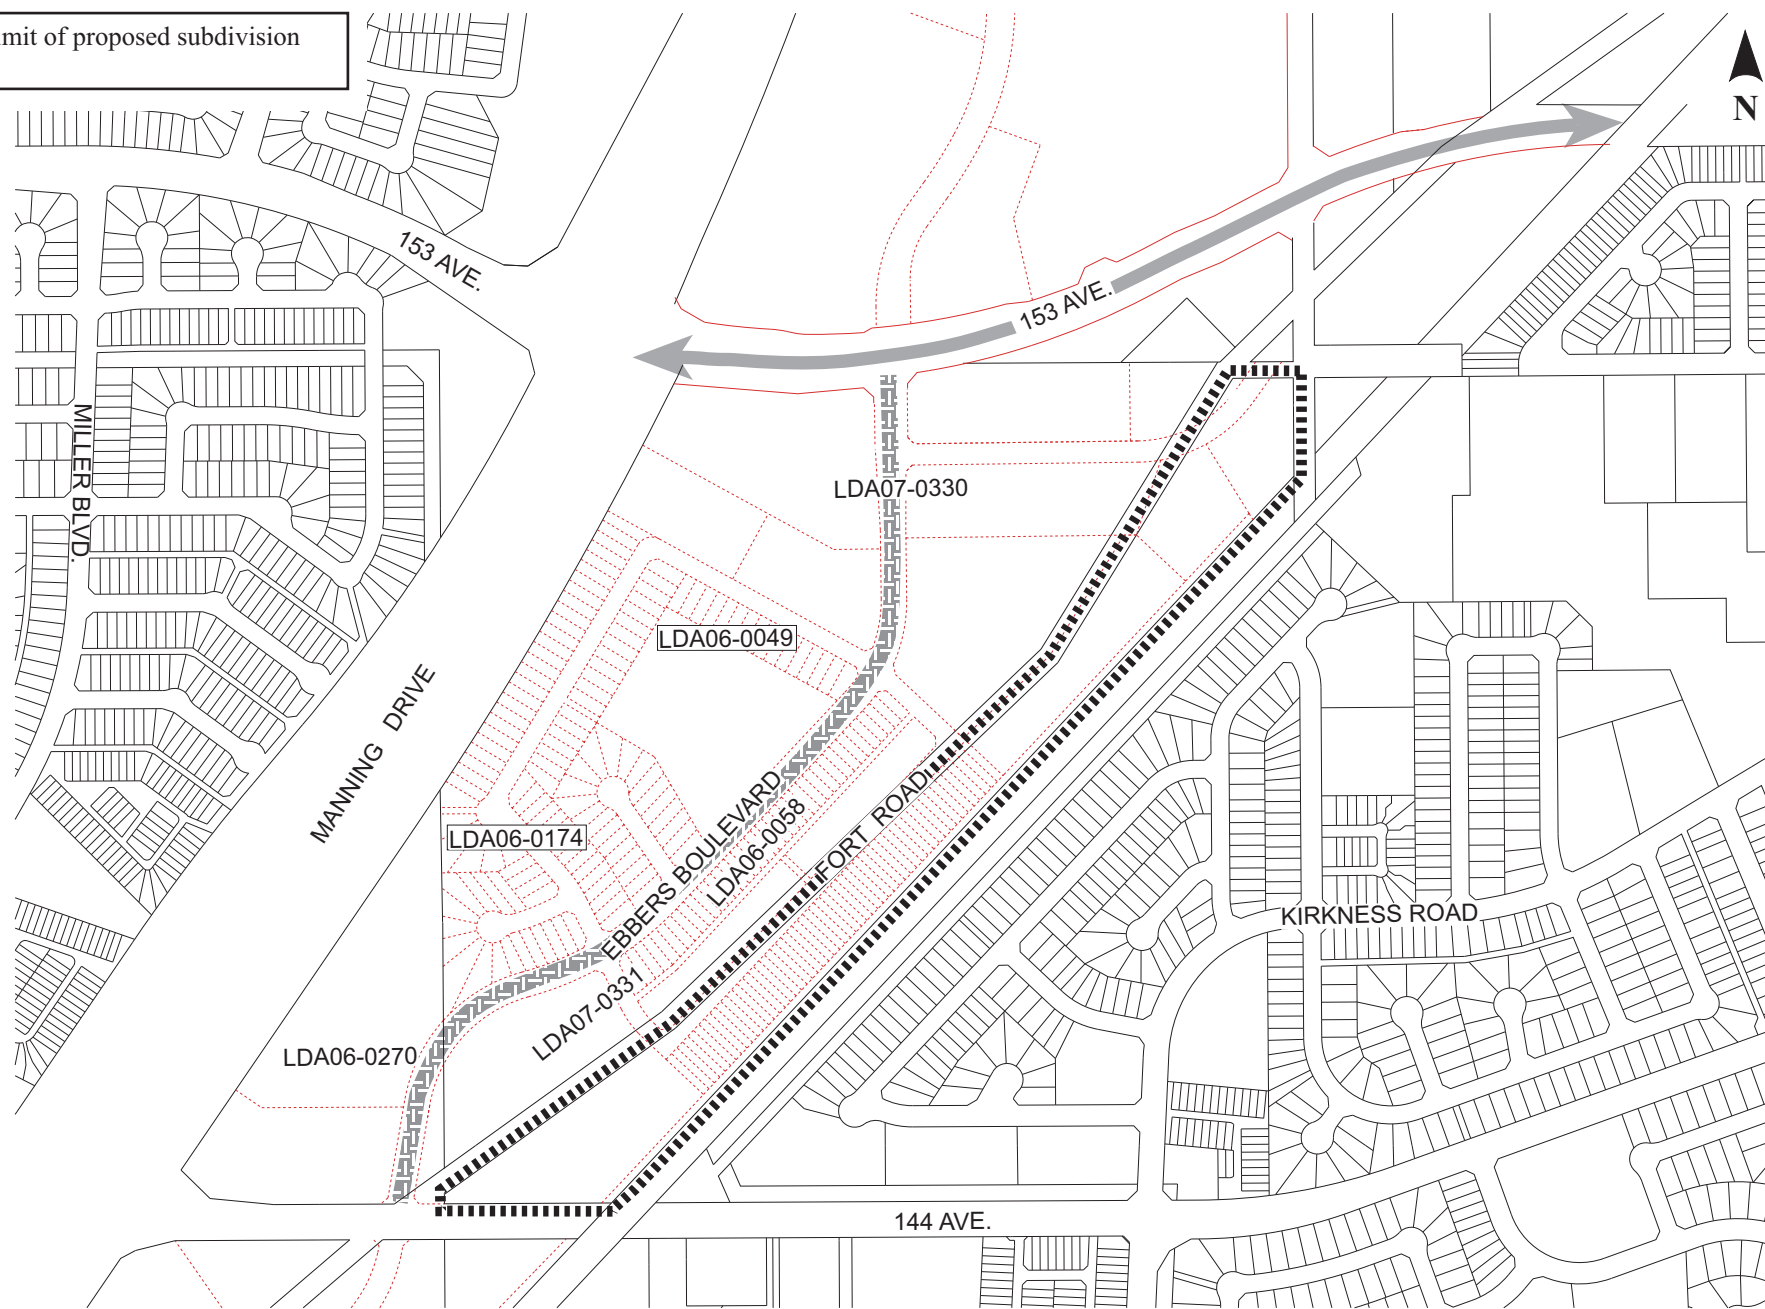 of proposed subdivision
N
153 AVE.
153 AVE.
MILLER BLVD.
LDA07-0330
LDA06-0049
MANNING DRIVE
LDA06-0174
EBBERS BOULEVARD
LDA06-0058
FORT ROAD
KIRKNESS ROAD
LDA07-0331
LDA06-0270
144 AVE.